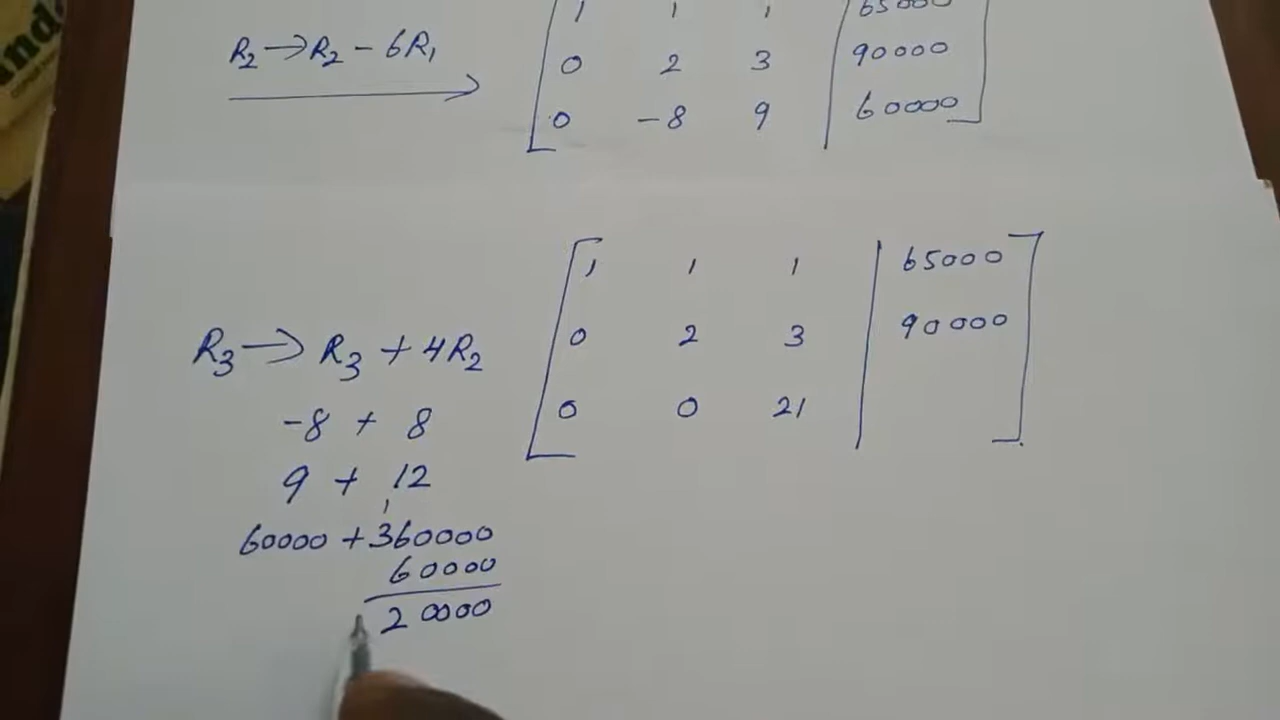 1 1 1 | 65000
R2 → R2 - 6R1 0 2 3 | 90000
0 -8 9 | 60000
1 1 1 | 65000
0 2 3 | 90000
R3 → R3 + 4R2
0 0 21 |
-8 + 8
9 + 12
1
60000 + 360000
60000
20000